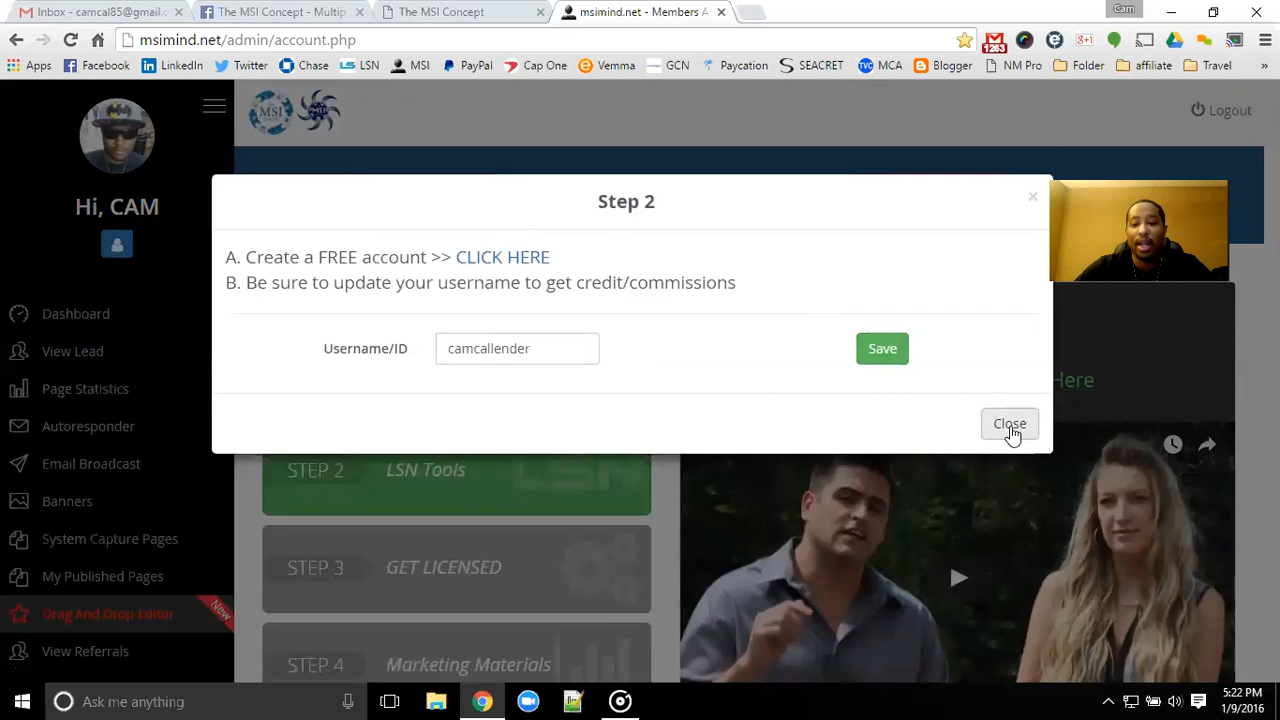 Inbox - camcal85@gmail.c
The MSI Concept - Multip
The MSI Concept
msimind.net - Members A
Cam
msimind.net/admin/account.php
1263
Apps
Facebook
LinkedIn
Twitter
Chase
LSN
MSI
PayPal
Cap One
Vemma
GCN
Paycation
SEACRET
MCA
Blogger
NM Pro
Folder
affiliate
Travel
»
MSI
Logout
Hi, CAM
Step 2
×
A. Create a FREE account >> CLICK HERE
B. Be sure to update your username to get credit/commissions
Username/ID
camcallender
Save
Close
Dashboard
View Lead
Page Statistics
Autoresponder
Email Broadcast
Banners
System Capture Pages
My Published Pages
Drag And Drop Editor
New
View Referrals
Here
STEP 2
LSN Tools
LSN
STEP 3
GET LICENSED
STEP 4
Marketing Materials
Ask me anything
5:22 PM
1/9/2016